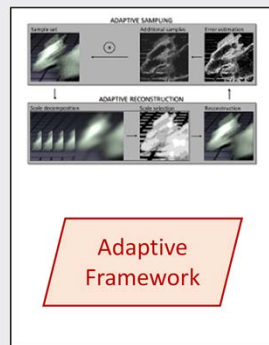 ADAPTIVE SAMPLING
Sample set
Additional samples
Error estimation
+
ADAPTIVE RECONSTRUCTION
Scale decomposition
Scale selection
Reconstruction
Adaptive
Framework